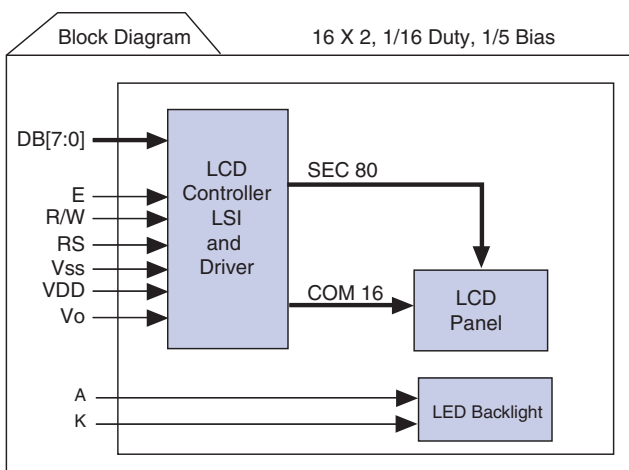 Block Diagram
16 X 2, 1/16 Duty, 1/5 Bias
DB[7:0]
E
R/W
RS
Vss
VDD
Vo
LCD
Controller
LSI
and
Driver
SEC 80
COM 16
LCD
Panel
A
K
LED Backlight